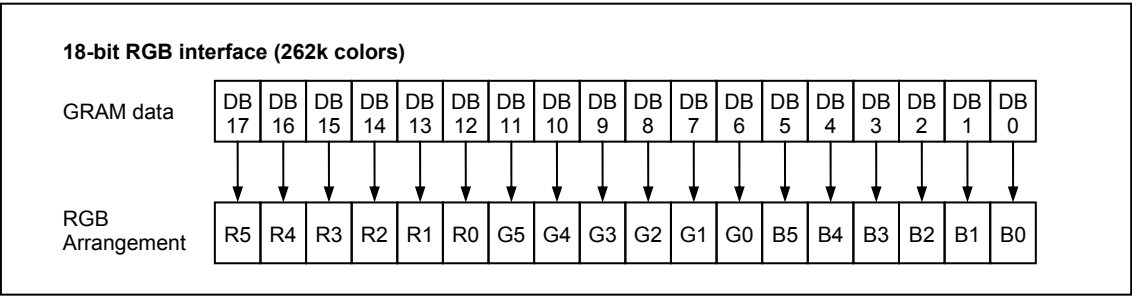 18-bit RGB interface (262k colors)
GRAM data
DB DB DB DB DB DB DB DB DB DB DB DB DB DB DB DB DB DB
17 16 15 14 13 12 11 10 9 8 7 6 5 4 3 2 1 0
RGB
Arrangement
R5 R4 R3 R2 R1 R0 G5 G4 G3 G2 G1 G0 B5 B4 B3 B2 B1 B0